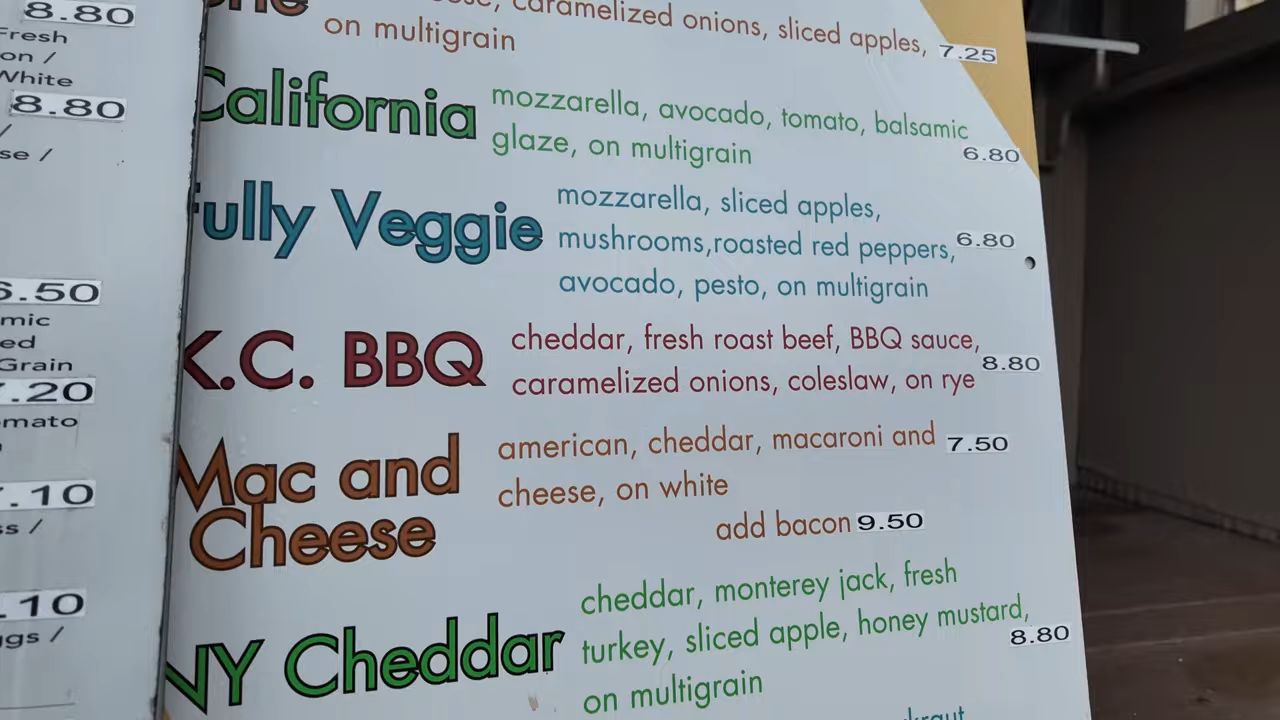 8.80
Fresh
on /
White
8.80
/
se /
6.50
mic
ed
Grain
.20
mato
.10
ss /
.10
ggs /
caramelized onions, sliced apples, 7.25
on multigrain
California mozzarella, avocado, tomato, balsamic
glaze, on multigrain 6.80
fully Veggie mozzarella, sliced apples,
mushrooms,roasted red peppers, 6.80
avocado, pesto, on multigrain
K.C. BBQ cheddar, fresh roast beef, BBQ sauce,
caramelized onions, coleslaw, on rye 8.80
Mac and american, cheddar, macaroni and 7.50
Cheese cheese, on white
add bacon 9.50
NY Cheddar cheddar, monterey jack, fresh
turkey, sliced apple, honey mustard,
8.80
on multigrain